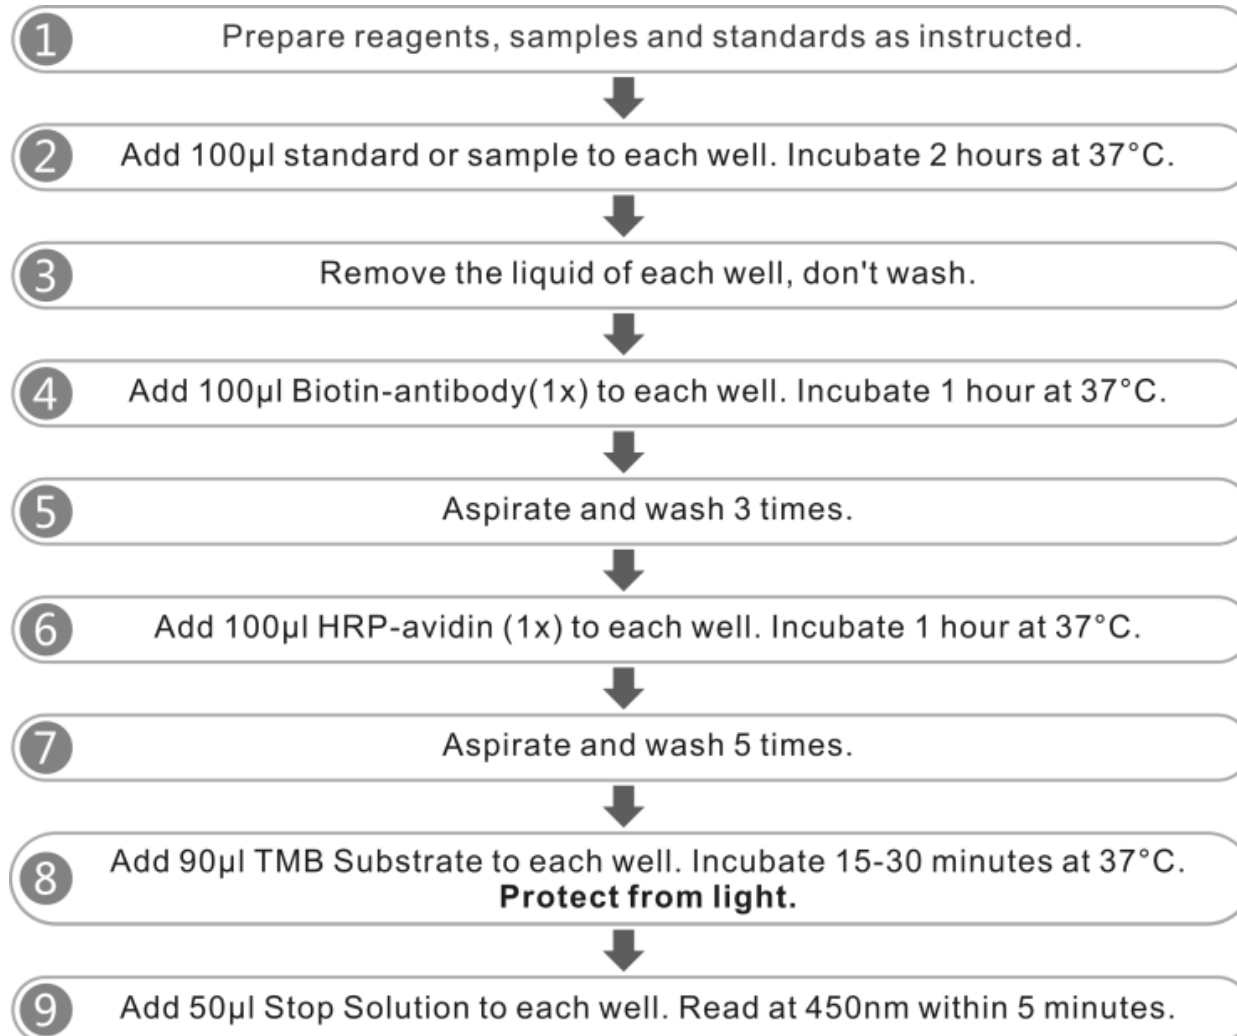 1
Prepare reagents, samples and standards as instructed.
2
Add 100µl standard or sample to each well. Incubate 2 hours at 37°C.
3
Remove the liquid of each well, don't wash.
4
Add 100µl Biotin-antibody(1x) to each well. Incubate 1 hour at 37°C.
5
Aspirate and wash 3 times.
6
Add 100µl HRP-avidin (1x) to each well. Incubate 1 hour at 37°C.
7
Aspirate and wash 5 times.
8
Add 90µl TMB Substrate to each well. Incubate 15-30 minutes at 37°C.
Protect from light.
9
Add 50µl Stop Solution to each well. Read at 450nm within 5 minutes.